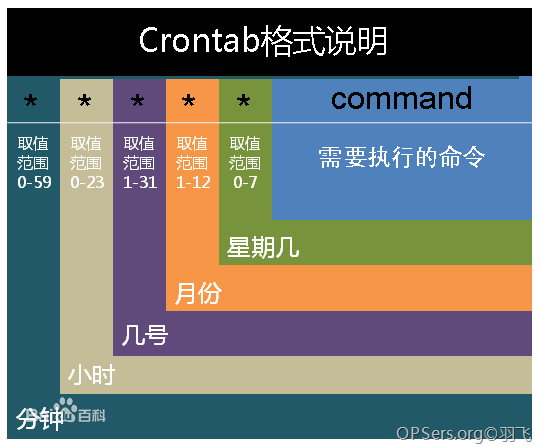 Crontab格式说明
* * * * * command
取值 取值 取值 取值 取值
范围 范围 范围 范围 范围
0-59 0-23 1-31 1-12 0-7
需要执行的命令
星期几
月份
几号
小时
分钟
Bai百科
OPSers.org©羽飞